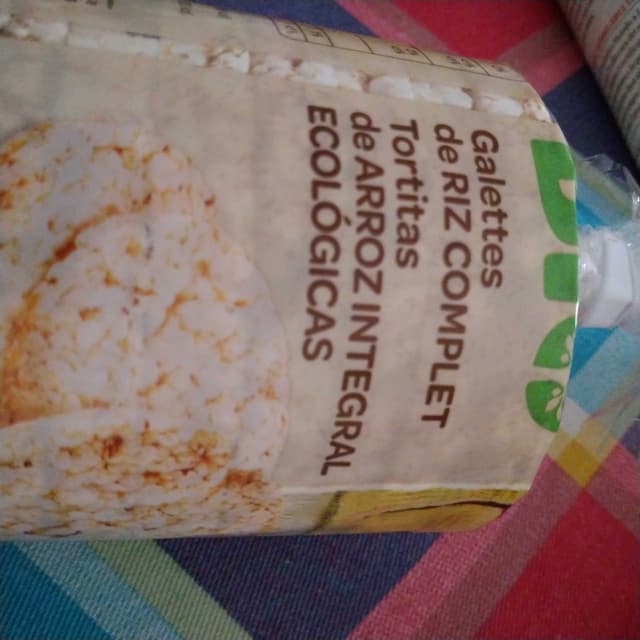 Galettes
de RIZ COMPLET
Tortitas
de ARROZ INTEGRAL
ECOLÓGICAS